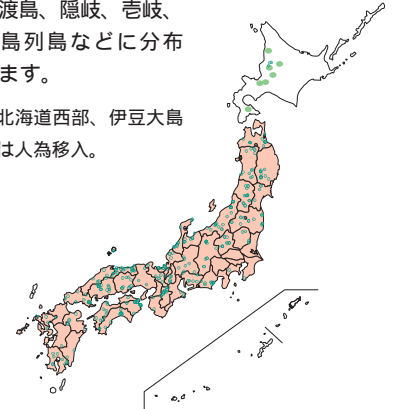 渡島、隠岐、壱岐、
島列島などに分布
ます。
北海道西部、伊豆大島
は人為移入。